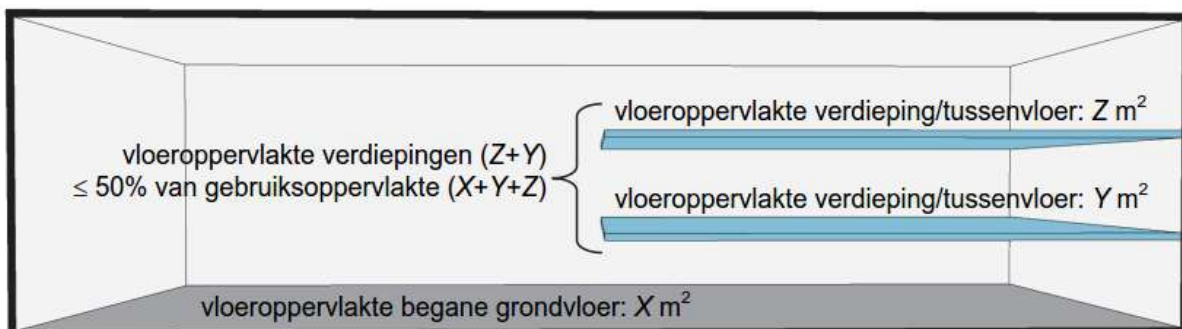 vloeroppervlakte verdieping/tussenvloer: Z m²
vloeroppervlakte verdiepingen (Z+Y)
≤ 50% van gebruiksoppervlakte (X+Y+Z)
vloeroppervlakte verdieping/tussenvloer: Y m²
vloeroppervlakte begane grondvloer: X m²